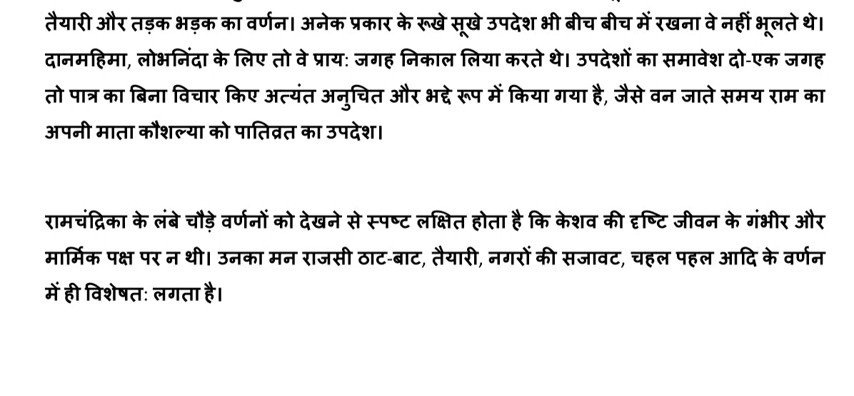 तैयारी और तड़क भड़क का वर्णन। अनेक प्रकार के रूखे सूखे उपदेश भी बीच बीच में रखना वे नहीं भूलते थे।
दानमहिमा, लोभनिंदा के लिए तो वे प्राय: जगह निकाल लिया करते थे। उपदेशों का समावेश दो-एक जगह
तो पात्र का बिना विचार किए अत्यंत अनुचित और भद्दे रूप में किया गया है, जैसे वन जाते समय राम का
अपनी माता कौशल्या को पातिव्रत का उपदेश।
रामचंद्रिका के लंबे चौड़े वर्णनों को देखने से स्पष्ट लक्षित होता है कि केशव की दृष्टि जीवन के गंभीर और
मार्मिक पक्ष पर न थी। उनका मन राजसी ठाट-बाट, तैयारी, नगरों की सजावट, चहल पहल आदि के वर्णन
में ही विशेषत: लगता है।